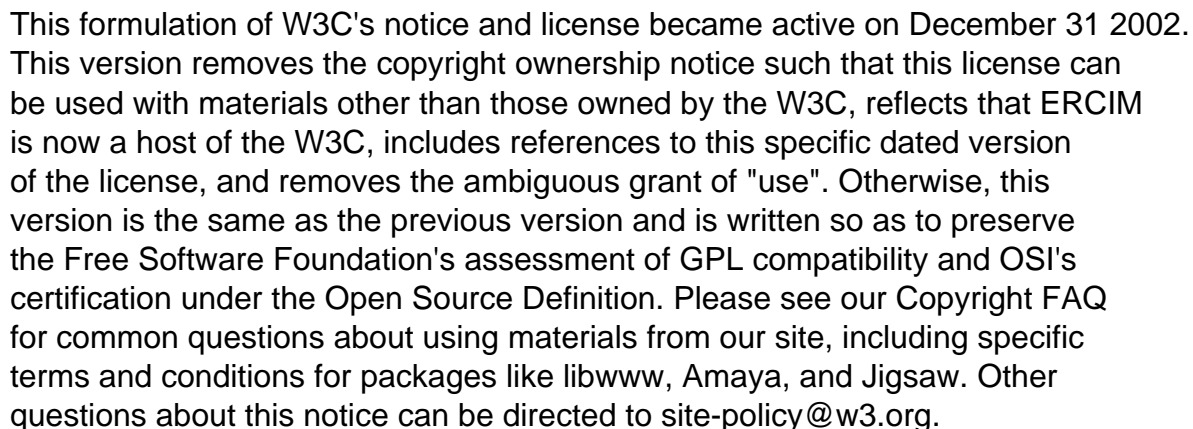 This formulation of W3C's notice and license became active on December 31 2002.
This version removes the copyright ownership notice such that this license can
be used with materials other than those owned by the W3C, reflects that ERCIM
is now a host of the W3C, includes references to this specific dated version
of the license, and removes the ambiguous grant of "use". Otherwise, this
version is the same as the previous version and is written so as to preserve
the Free Software Foundation's assessment of GPL compatibility and OSI's
certification under the Open Source Definition. Please see our Copyright FAQ
for common questions about using materials from our site, including specific
terms and conditions for packages like libwww, Amaya, and Jigsaw. Other
questions about this notice can be directed to site-policy@w3.org.